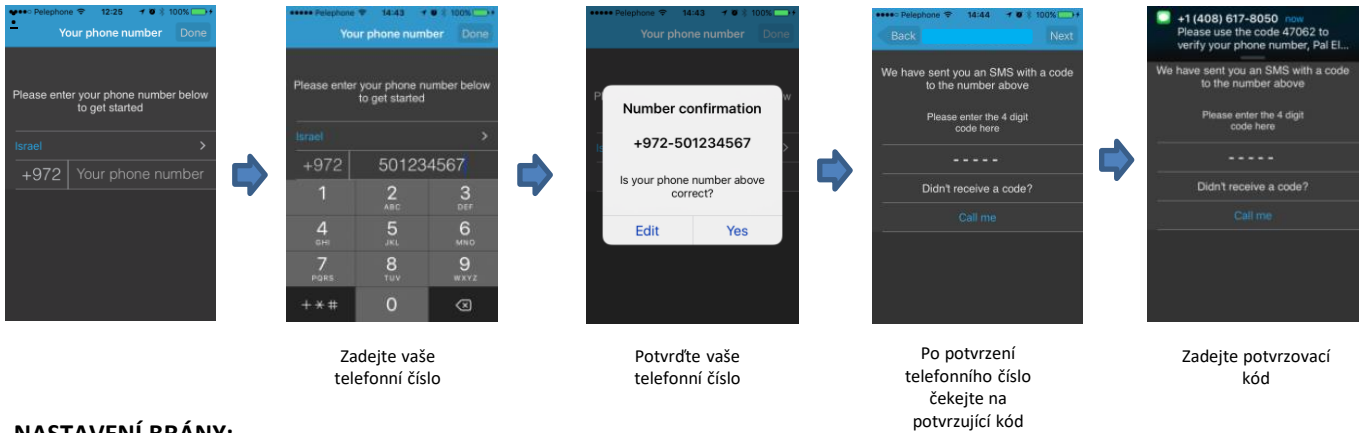 Pelephone 12:25 100%
Your phone number Done
Please enter your phone number below
to get started
Israel >
+972 Your phone number
Pelephone 14:43 100%
Your phone number Done
Please enter your phone number below
to get started
Israel >
+972 501234567
1 2 3
ABC DEF
4 5 6
GHI JKL MNO
7 8 9
PQRS TUV WXYZ
+*# 0
Zadejte vaše
telefonní číslo
Pelephone 14:43 100%
Your phone number Done
Number confirmation
+972-501234567
Is your phone number above
correct?
Edit Yes
Potvrďte vaše
telefonní číslo
Pelephone 14:44 100%
Back Next
We have sent you an SMS with a code
to the number above
Please enter the 4 digit
code here
- - - - -
Didn't receive a code?
Call me
Po potvrzení
telefonního číslo
čekejte na
potvrzující kód
+1 (408) 617-8050 now
Please use the code 47062 to
verify your phone number, Pal El...
We have sent you an SMS with a code
to the number above
Please enter the 4 digit
code here
- - - - -
Didn't receive a code?
Call me
Zadejte potvrzovací
kód
NASTAVENÍ BRÁNY: